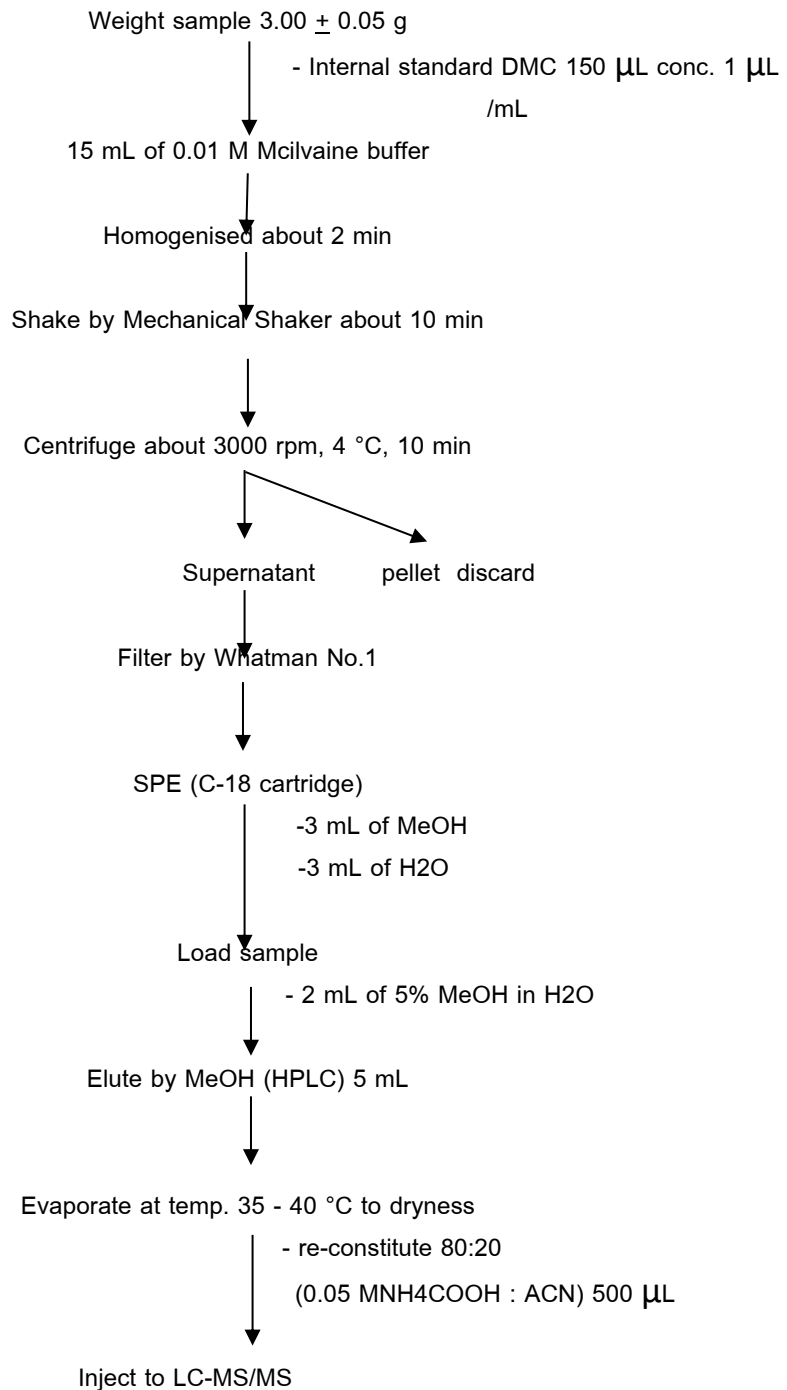 Weight sample 3.00 ± 0.05 g
- Internal standard DMC 150 μL conc. 1 μL
/mL
15 mL of 0.01 M Mcilvaine buffer
Homogenised about 2 min
Shake by Mechanical Shaker about 10 min
Centrifuge about 3000 rpm, 4 °C, 10 min
Supernatant pellet discard
Filter by Whatman No.1
SPE (C-18 cartridge)
-3 mL of MeOH
-3 mL of H2O
Load sample
- 2 mL of 5% MeOH in H2O
Elute by MeOH (HPLC) 5 mL
Evaporate at temp. 35 - 40 °C to dryness
- re-constitute 80:20
(0.05 MNH4COOH : ACN) 500 μL
Inject to LC-MS/MS